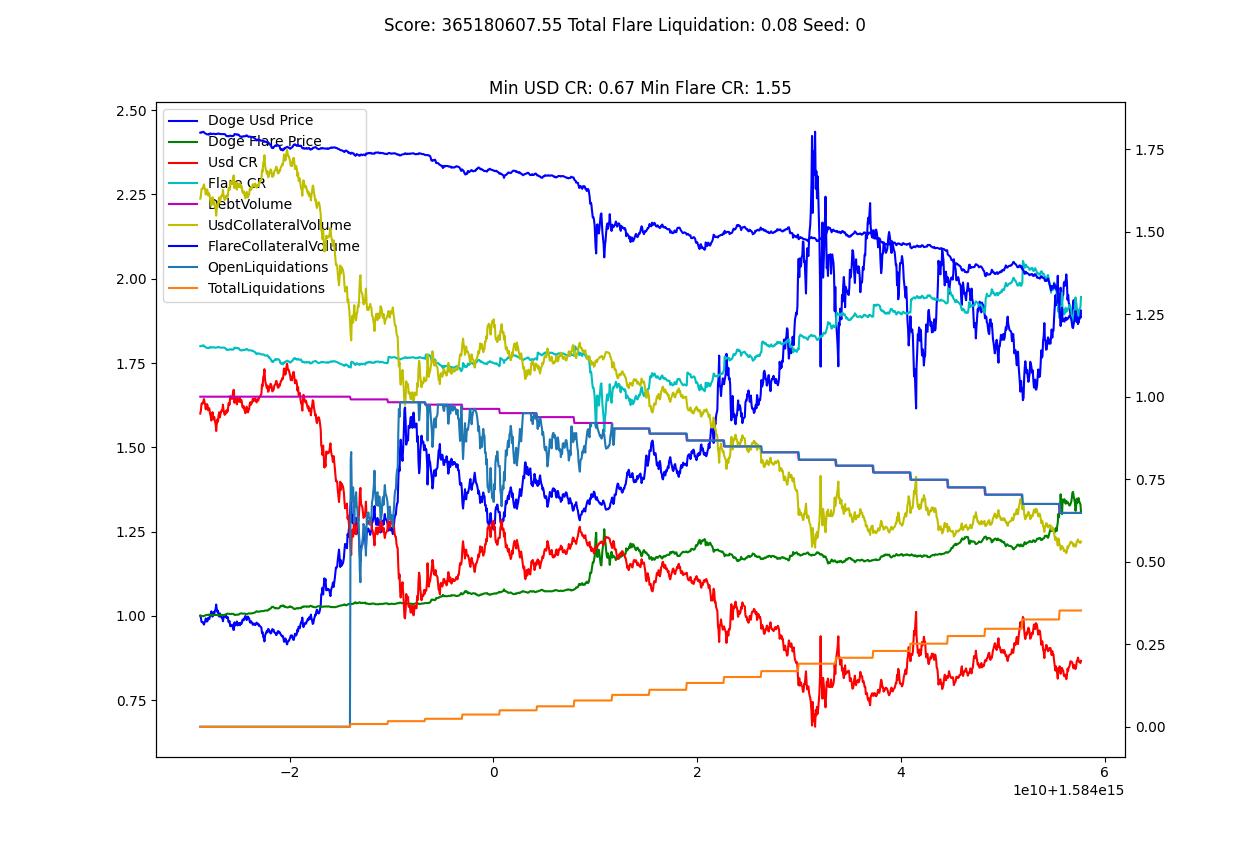 Score: 365180607.55 Total Flare Liquidation: 0.08 Seed: 0
Min USD CR: 0.67 Min Flare CR: 1.55
Doge Usd Price
Doge Flare Price
Usd CR
Flare CR
DebtVolume
UsdCollateralVolume
FlareCollateralVolume
OpenLiquidations
TotalLiquidations
2.50
2.25
2.00
1.75
1.50
1.25
1.00
0.75
1.75
1.50
1.25
1.00
0.75
0.50
0.25
0.00
−2 0 2 4 6
1e10+1.584e15